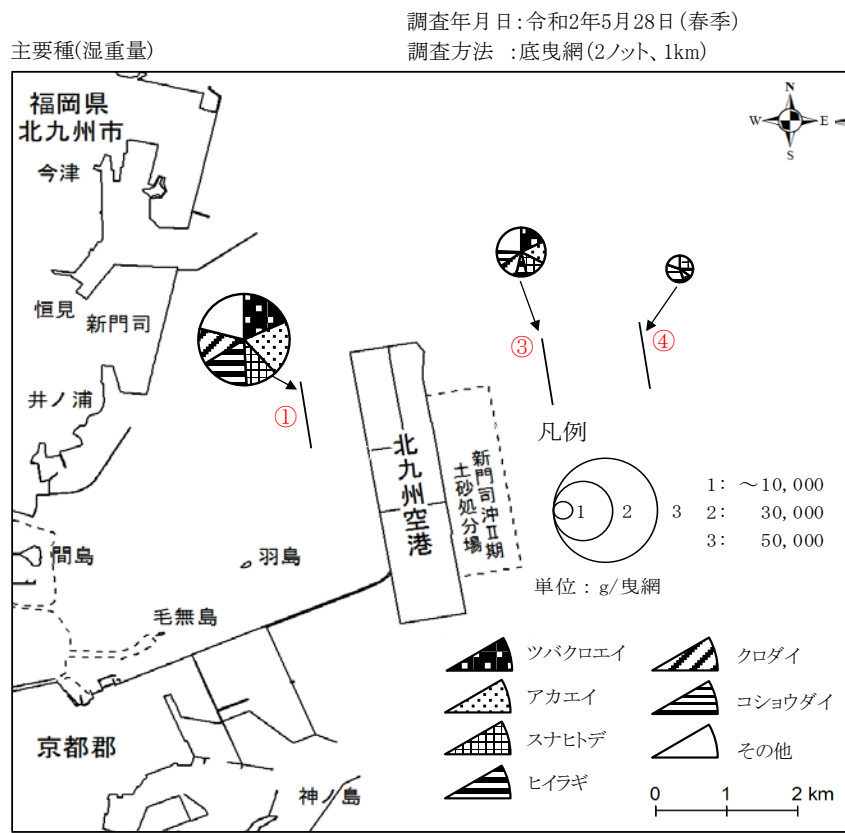 調査年月日:令和2年5月28日(春季)
主要種(湿重量)
調査方法 :底曳網(2ノット、1km)
福岡県
北九州市
今津
N
W
E
S
恒見
新門司
③
④
井ノ浦
①
凡例
北九州空港
新門司沖Ⅱ期
土砂処分場
1
2
3
1: ~10,000
2: 30,000
3: 50,000
間島
羽島
単位:g/曳網
毛無島
ツバクロエイ
クロダイ
アカエイ
コショウダイ
京都郡
スナヒトデ
その他
ヒイラギ
神ノ島
0 1 2 km